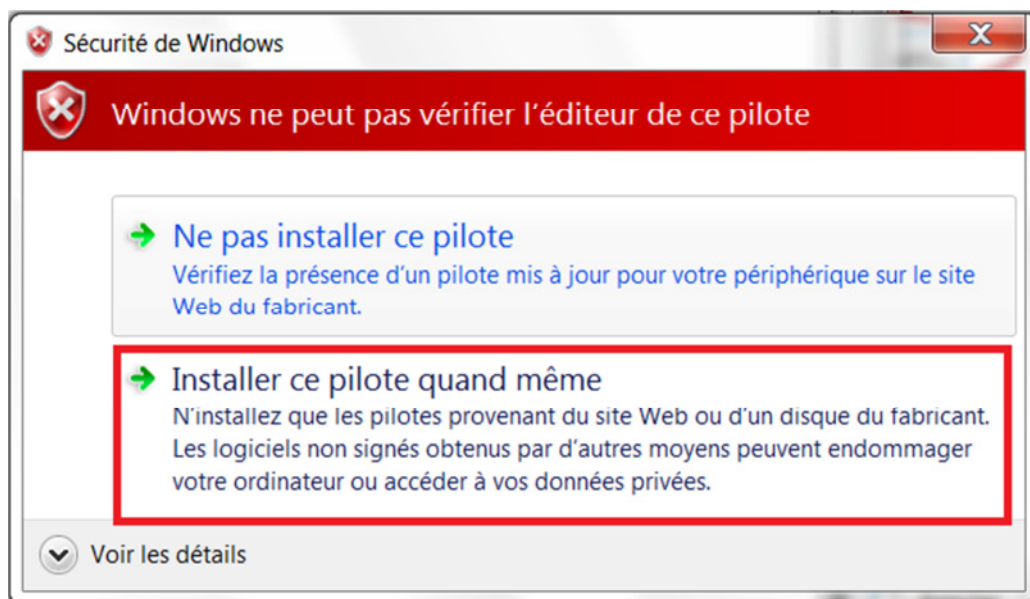 Sécurité de Windows
Windows ne peut pas vérifier l'éditeur de ce pilote
Ne pas installer ce pilote
Vérifiez la présence d'un pilote mis à jour pour votre périphérique sur le site
Web du fabricant.
Installer ce pilote quand même
N'installez que les pilotes provenant du site Web ou d'un disque du fabricant.
Les logiciels non signés obtenus par d'autres moyens peuvent endommager
votre ordinateur ou accéder à vos données privées.
Voir les détails